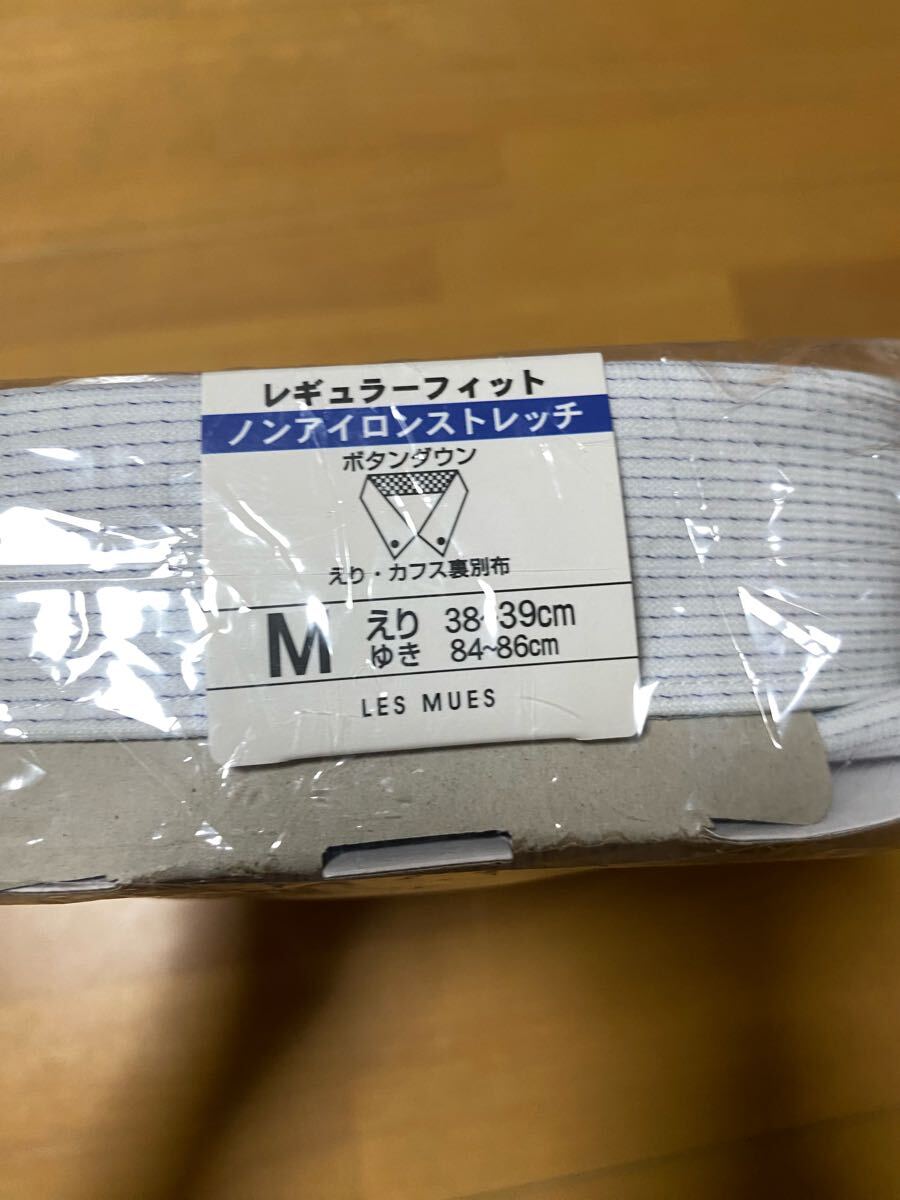 レギュラーフィット
ノンアイロンストレッチ
ボタンダウン
えり・カフス裏別布
M えり 38~39cm
ゆき 84~86cm
LES MUES